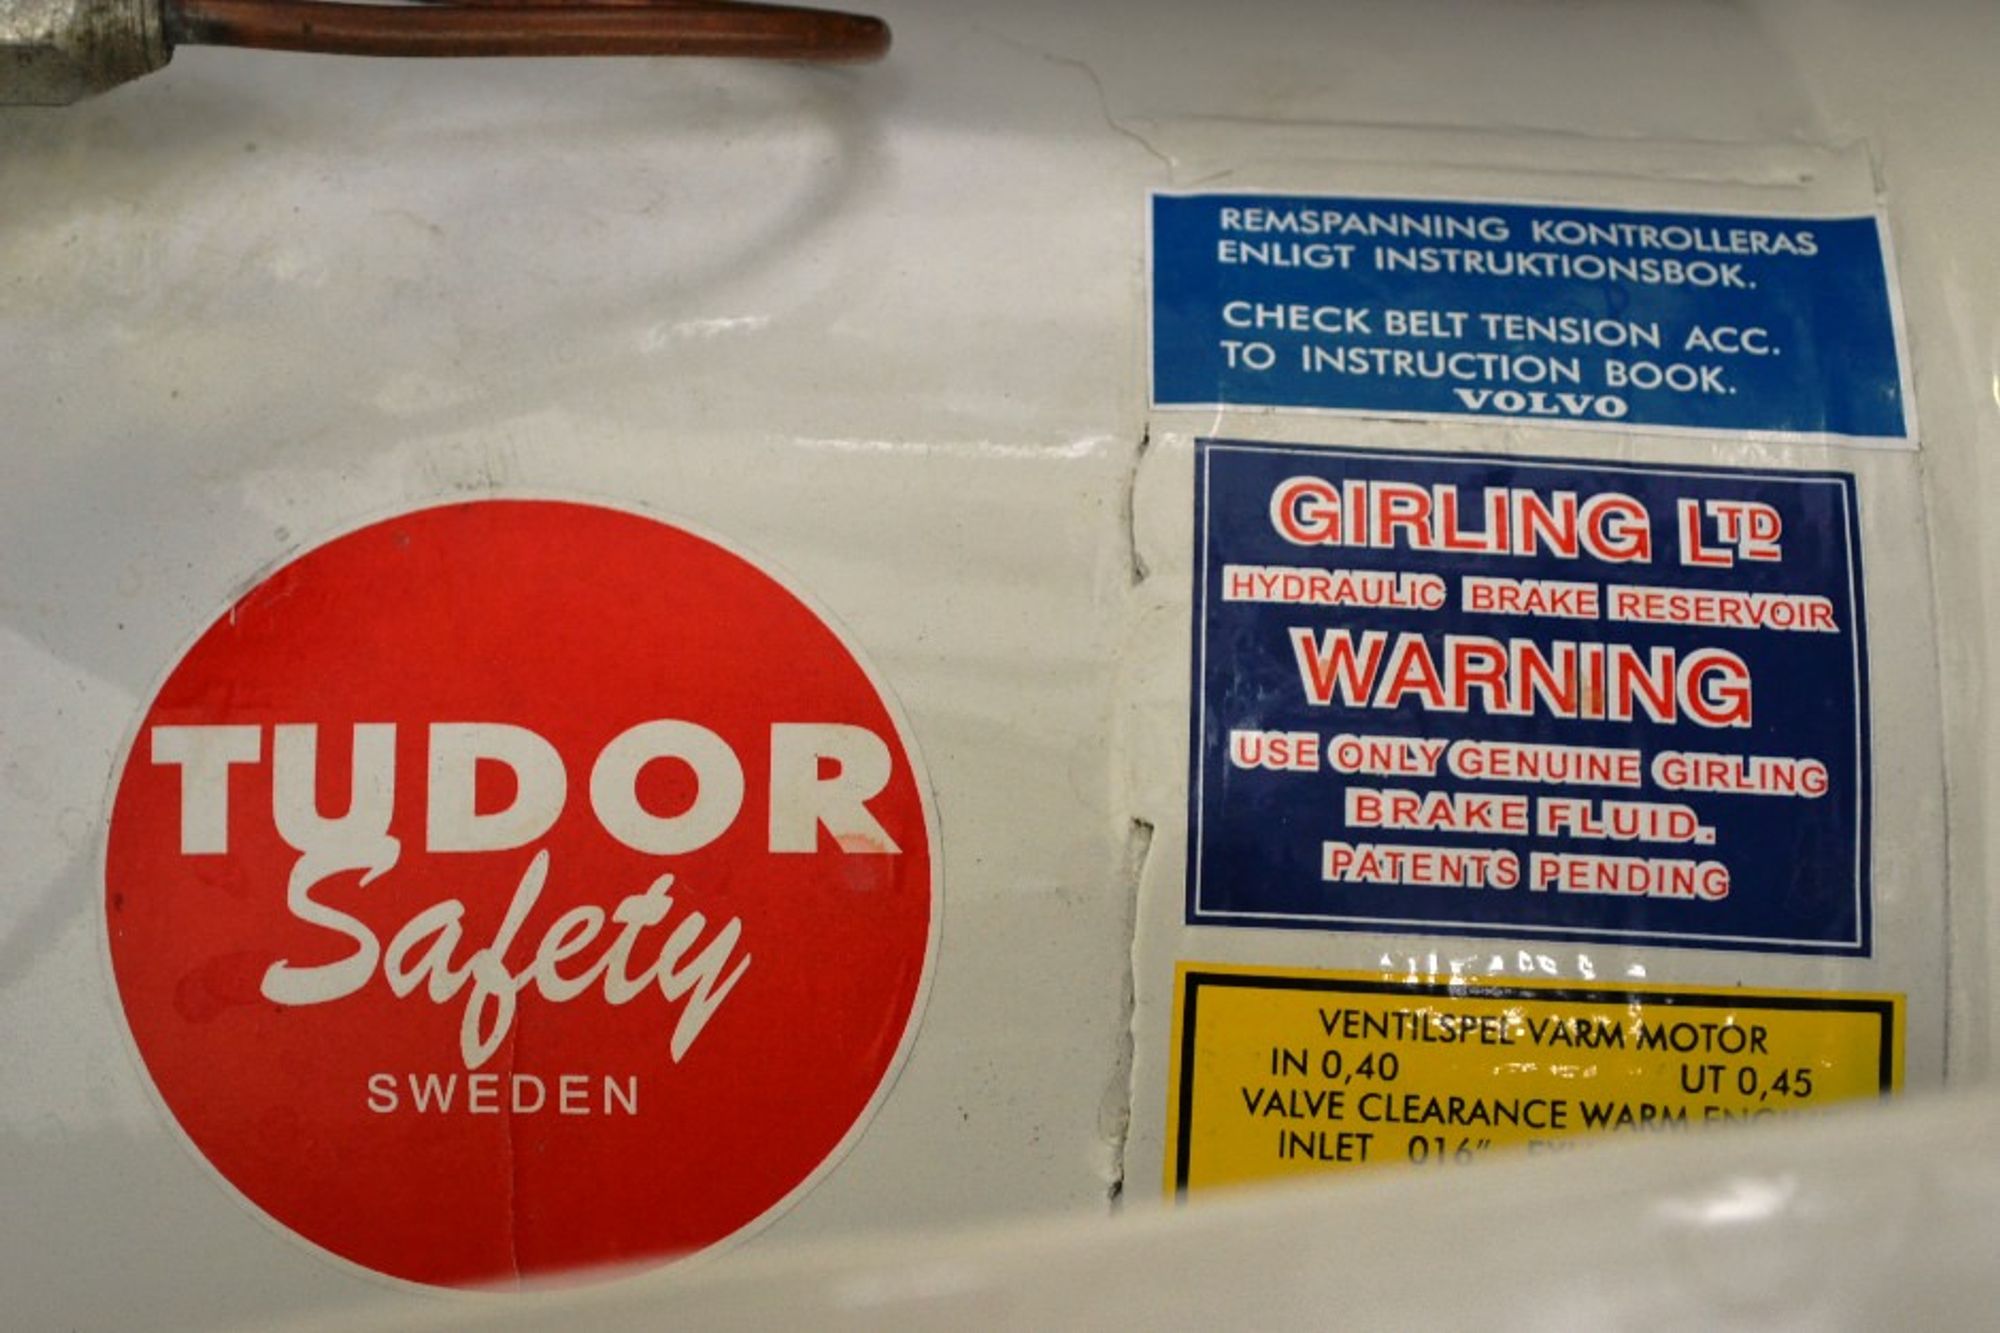 TUDOR
Safety
SWEDEN
REMSPANNING KONTROLLERAS
ENLIGT INSTRUKTIONSBOK.
CHECK BELT TENSION ACC.
TO INSTRUCTION BOOK.
VOLVO
GIRLING LTD
HYDRAULIC BRAKE RESERVOIR
WARNING
USE ONLY GENUINE GIRLING
BRAKE FLUID.
PATENTS PENDING
VENTILSPEL VARM MOTOR
IN 0,40 UT 0,45
VALVE CLEARANCE WARM
INLET 016"